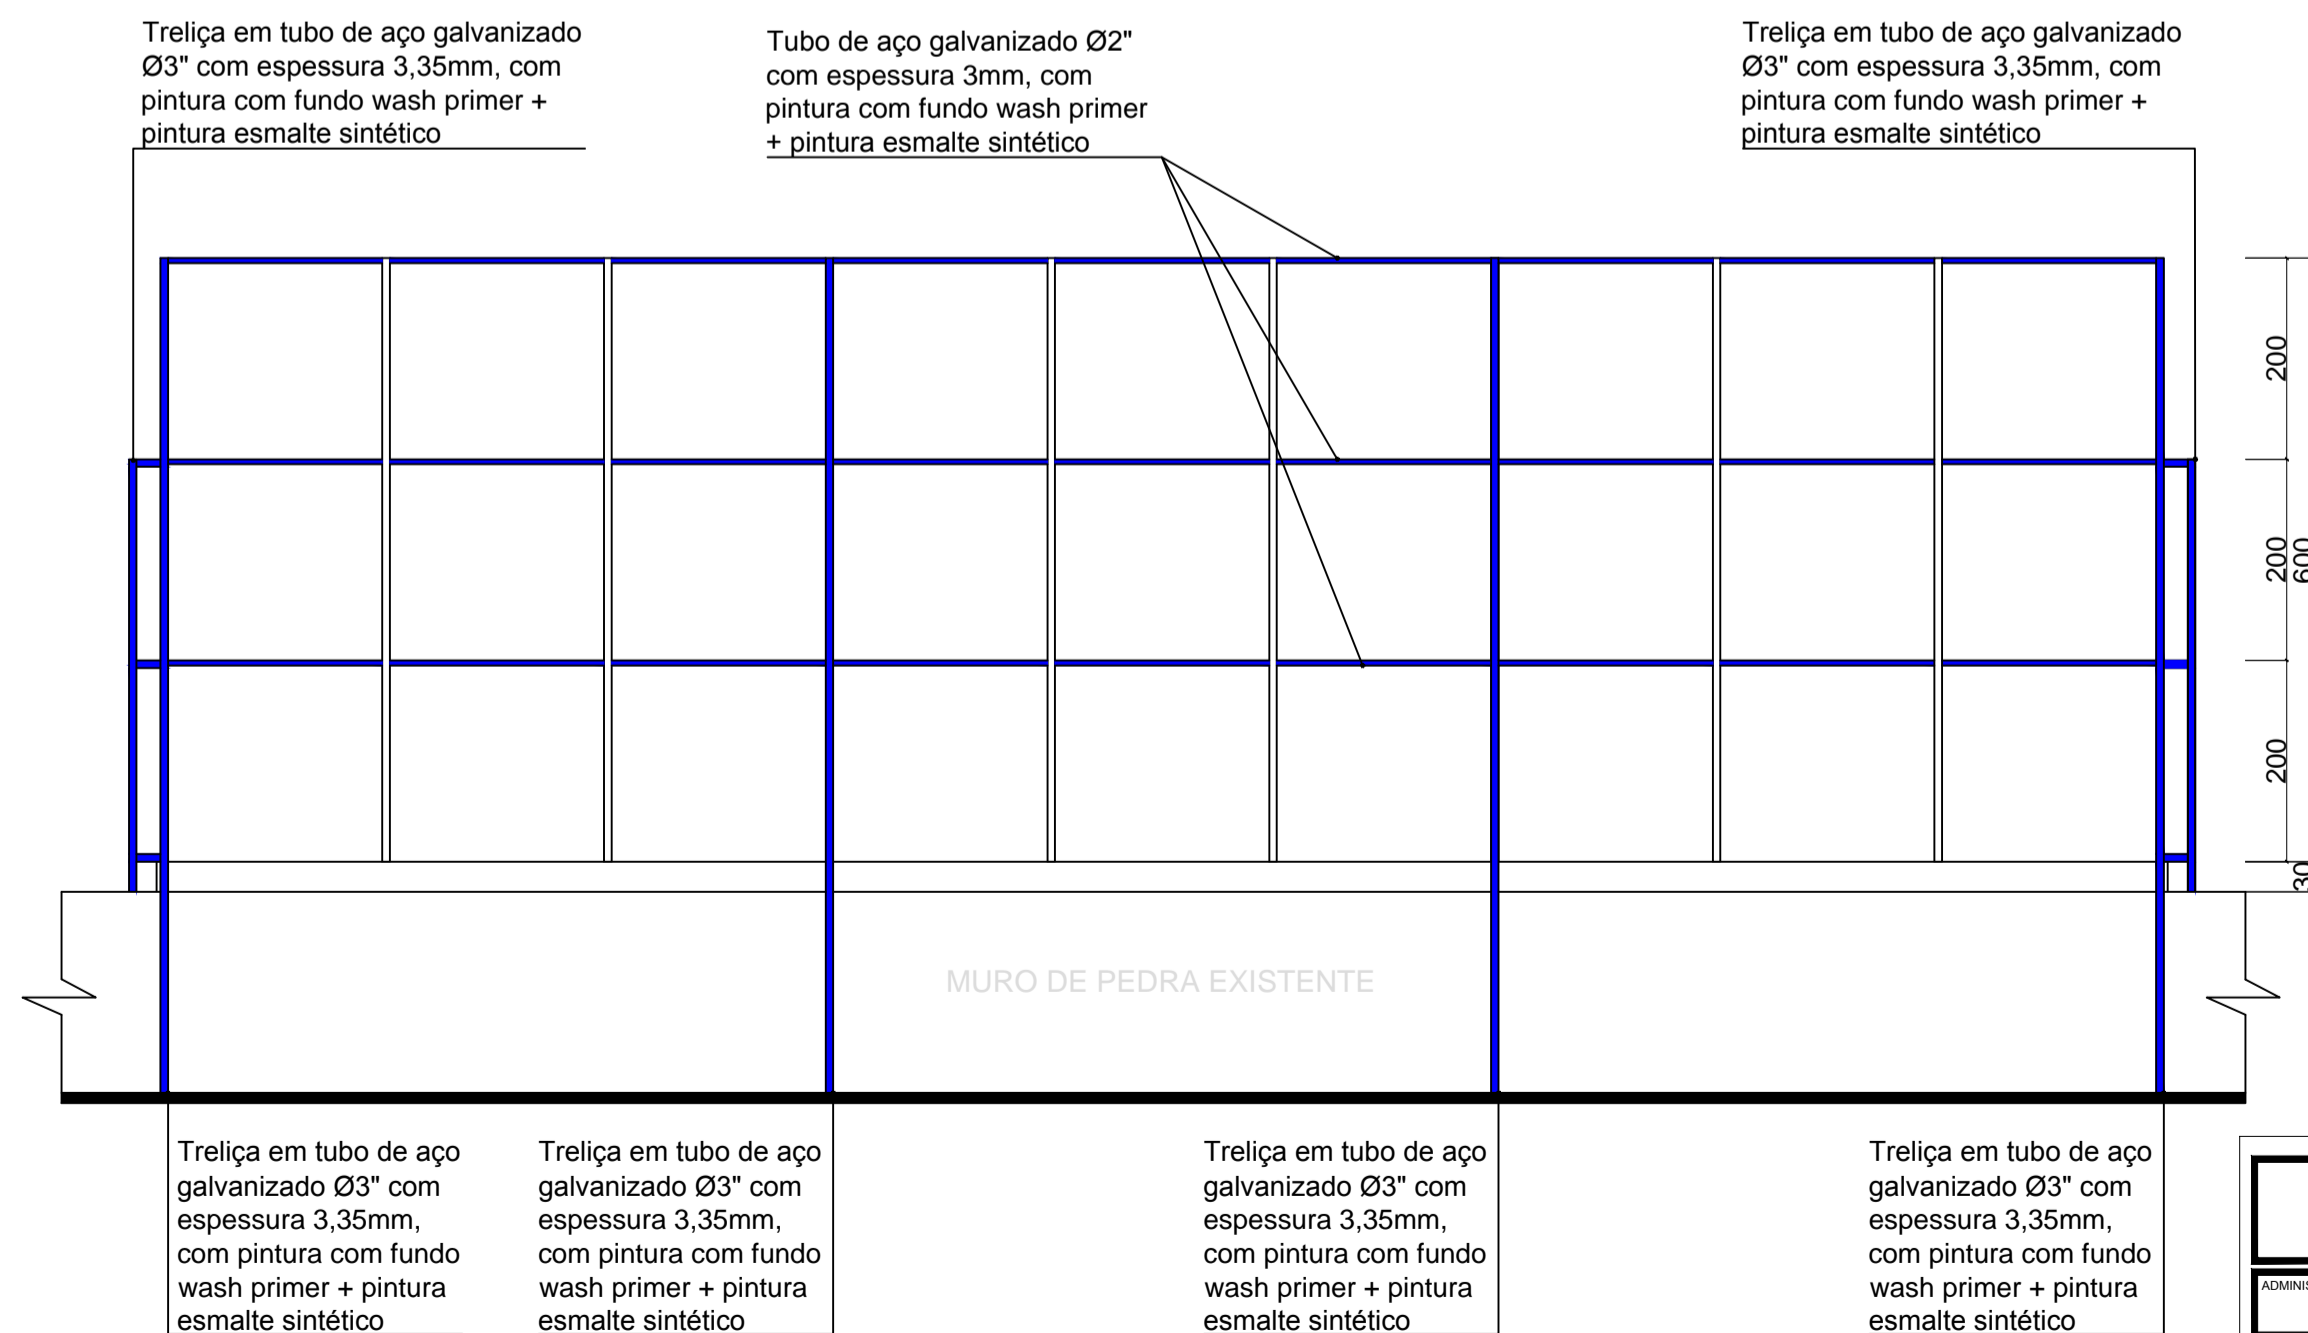 Treliça em tubo de aço galvanizado
Ø3" com espessura 3,35mm, com
pintura com fundo wash primer +
pintura esmalte sintético
Tubo de aço galvanizado Ø2"
com espessura 3mm, com
pintura com fundo wash primer
+ pintura esmalte sintético
Treliça em tubo de aço galvanizado
Ø3" com espessura 3,35mm, com
pintura com fundo wash primer +
pintura esmalte sintético
200
200
600
200
30
MURO DE PEDRA EXISTENTE
Treliça em tubo de aço
galvanizado Ø3" com
espessura 3,35mm,
com pintura com fundo
wash primer + pintura
esmalte sintético
Treliça em tubo de aço
galvanizado Ø3" com
espessura 3,35mm,
com pintura com fundo
wash primer + pintura
esmalte sintético
Treliça em tubo de aço
galvanizado Ø3" com
espessura 3,35mm,
com pintura com fundo
wash primer + pintura
esmalte sintético
Treliça em tubo de aço
galvanizado Ø3" com
espessura 3,35mm,
com pintura com fundo
wash primer + pintura
esmalte sintético